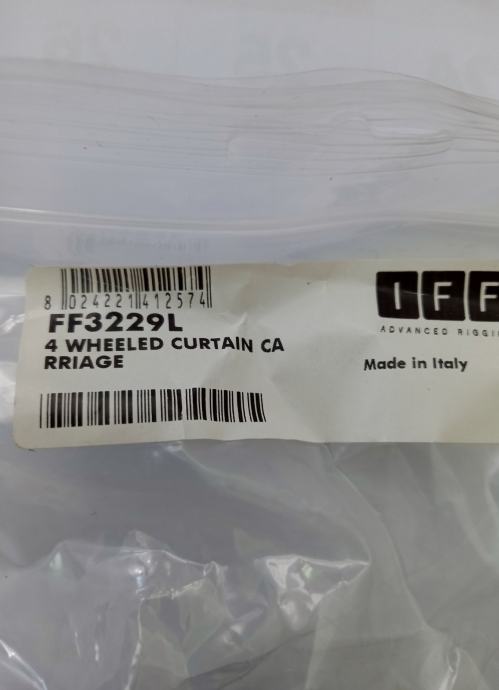 8 024221 412574
FF3229L
4 WHEELED CURTAIN CA
RRIAGE
IFF
ADVANCED RIGGI
Made in Italy